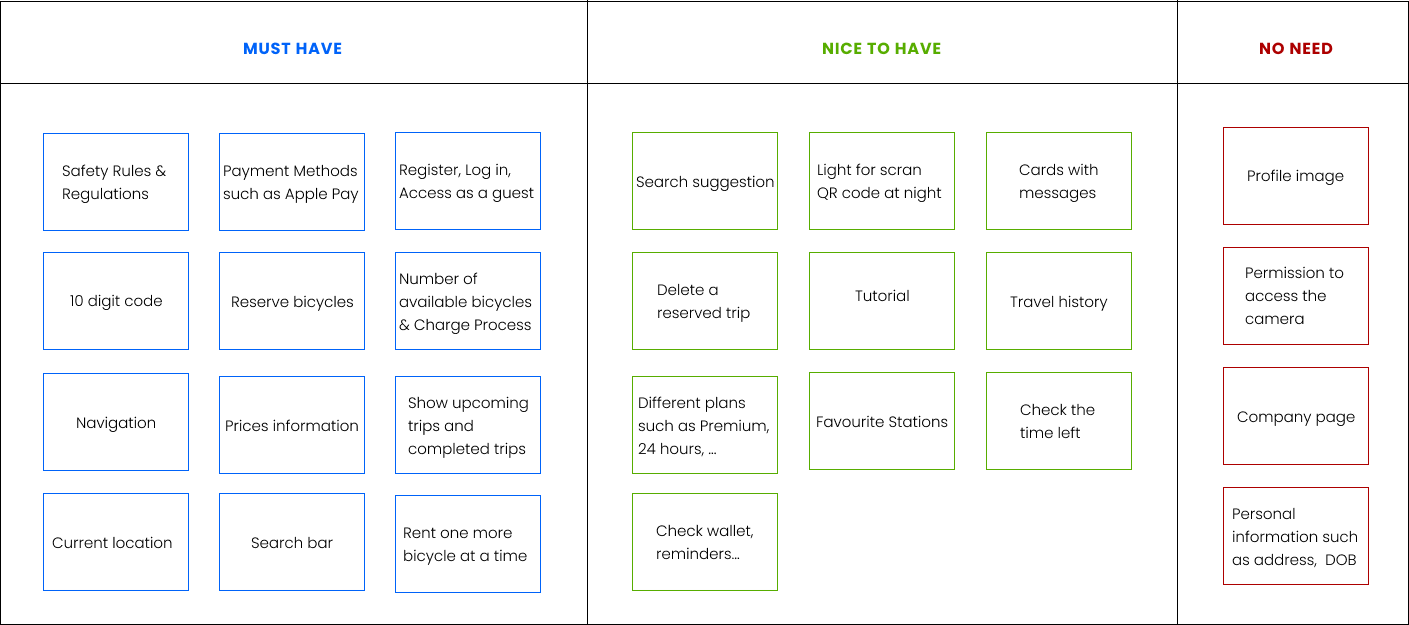 MUST HAVE
NICE TO HAVE
NO NEED
Safety Rules &
Regulations
Payment Methods
such as Apple Pay
Register, Log in,
Access as a guest
10 digit code
Reserve bicycles
Number of
available bicycles
& Charge Process
Navigation
Prices information
Show upcoming
trips and
completed trips
Current location
Search bar
Rent one more
bicycle at a time
Search suggestion
Light for scran
QR code at night
Cards with
messages
Delete a
reserved trip
Tutorial
Travel history
Different plans
such as Premium,
24 hours, ...
Favourite Stations
Check the
time left
Check wallet,
reminders...
Profile image
Permission to
access the
camera
Company page
Personal
information such
as address,  DOB